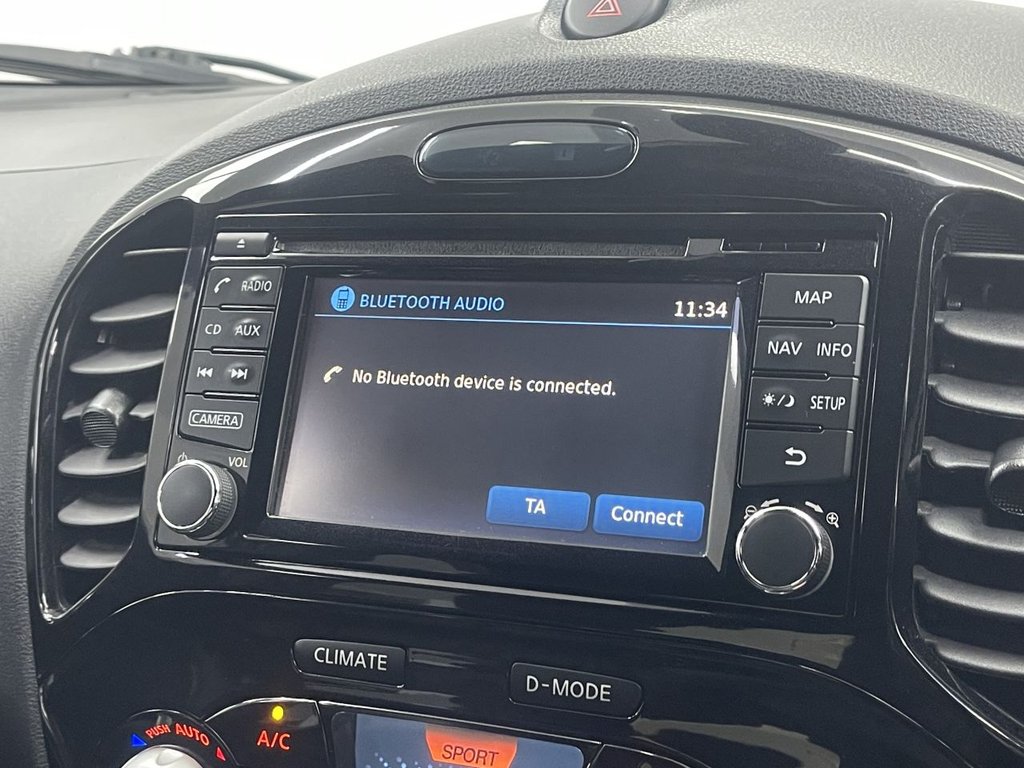 BLUETOOTH AUDIO 11:34
No Bluetooth device is connected.
TA Connect
RADIO
CD AUX
CAMERA
VOL
MAP
NAV INFO
SETUP
CLIMATE
D-MODE
PUSH AUTO
A/C
SPORT